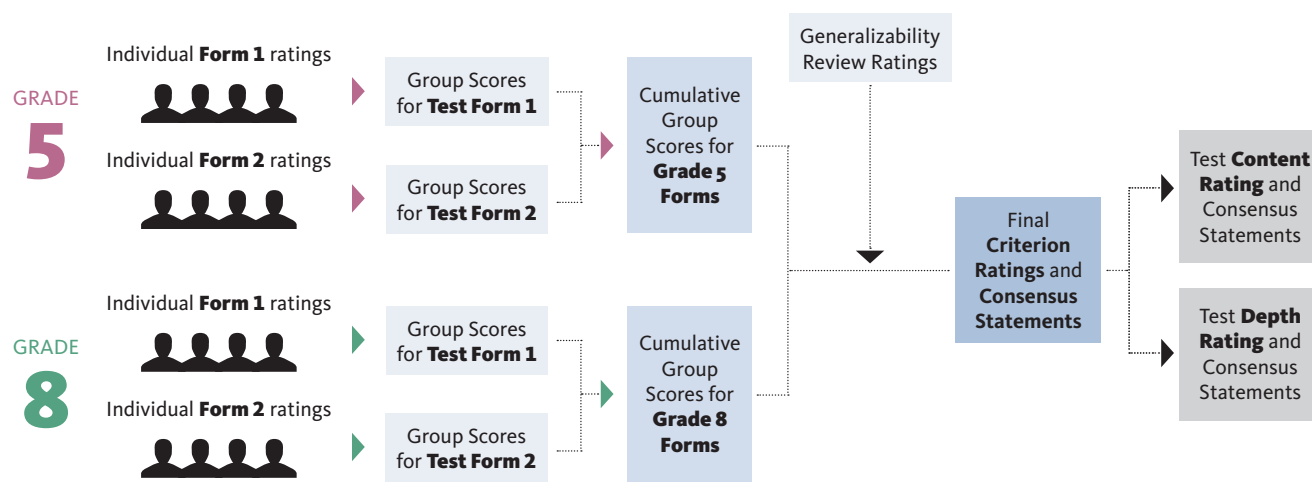 GRADE
5
Individual Form 1 ratings
Individual Form 2 ratings
Group Scores
for Test Form 1
Group Scores
for Test Form 2
Cumulative
Group
Scores for
Grade 5
Forms
Generalizability
Review Ratings
GRADE
8
Individual Form 1 ratings
Individual Form 2 ratings
Group Scores
for Test Form 1
Group Scores
for Test Form 2
Cumulative
Group
Scores for
Grade 8
Forms
Final
Criterion
Ratings and
Consensus
Statements
Test Content
Rating and
Consensus
Statements
Test Depth
Rating and
Consensus
Statements